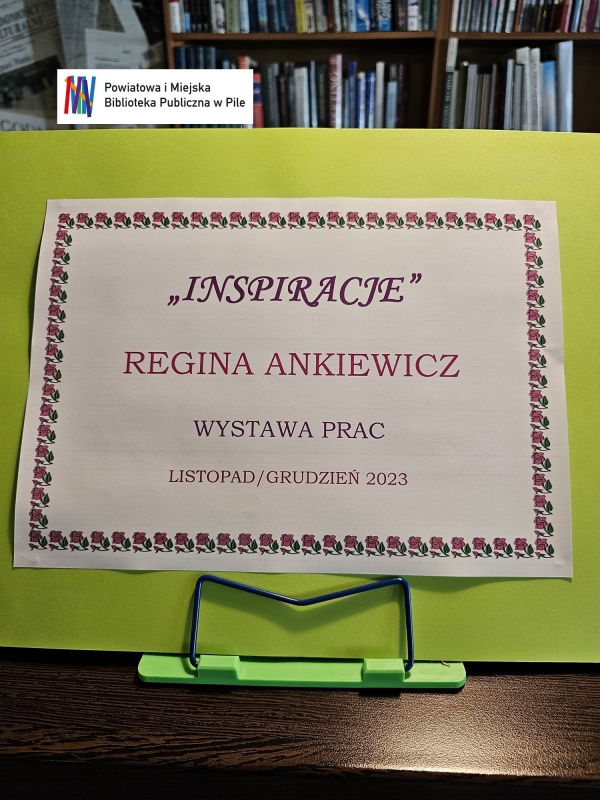 Powiatowa i Miejska
Biblioteka Publiczna w Pile
„INSPIRACJE”
REGINA ANKIEWICZ
WYSTAWA PRAC
LISTOPAD/GRUDZIEŃ 2023